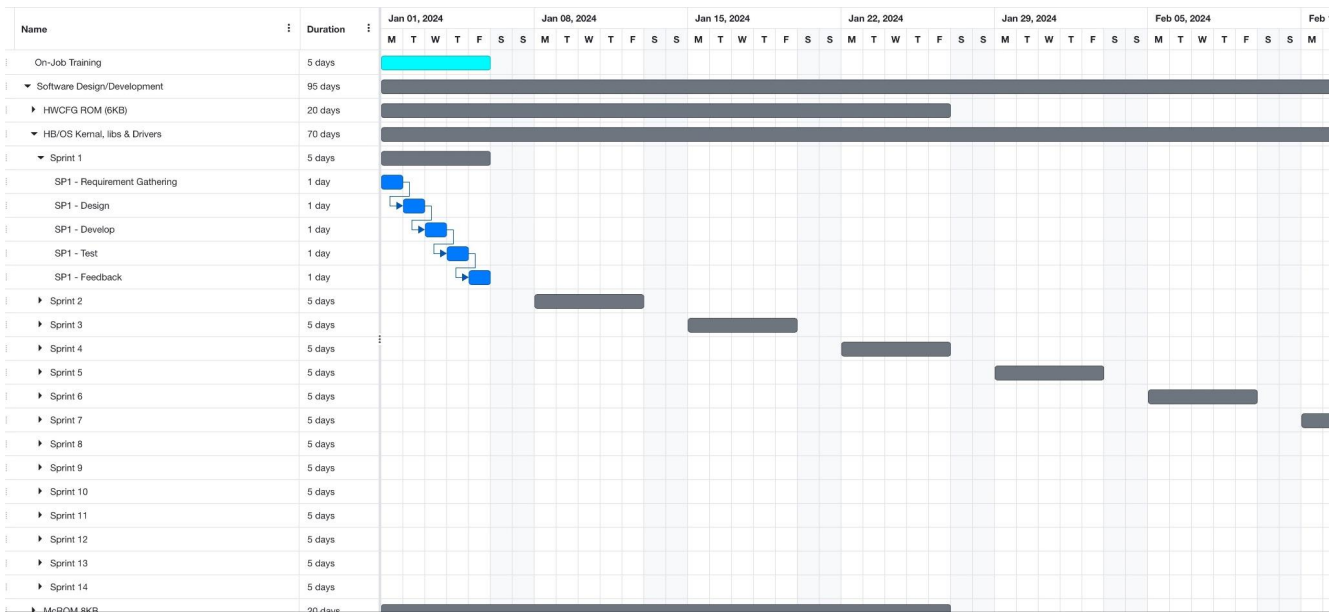 Name Duration Jan 01, 2024 Jan 08, 2024 Jan 15, 2024 Jan 22, 2024 Jan 29, 2024 Feb 05, 2024 Feb
M T W T F S S M T W T F S S M T W T F S S M T W T F S S M T W T F S S M T W T F S S M
On-Job Training 5 days
Software Design/Development 95 days
HWCFG ROM (6KB) 20 days
HB/OS Kernal, libs & Drivers 70 days
Sprint 1 5 days
SP1 - Requirement Gathering 1 day
SP1 - Design 1 day
SP1 - Develop 1 day
SP1 - Test 1 day
SP1 - Feedback 1 day
Sprint 2 5 days
Sprint 3 5 days
Sprint 4 5 days
Sprint 5 5 days
Sprint 6 5 days
Sprint 7 5 days
Sprint 8 5 days
Sprint 9 5 days
Sprint 10 5 days
Sprint 11 5 days
Sprint 12 5 days
Sprint 13 5 days
Sprint 14 5 days
McROM 8KB 20 days